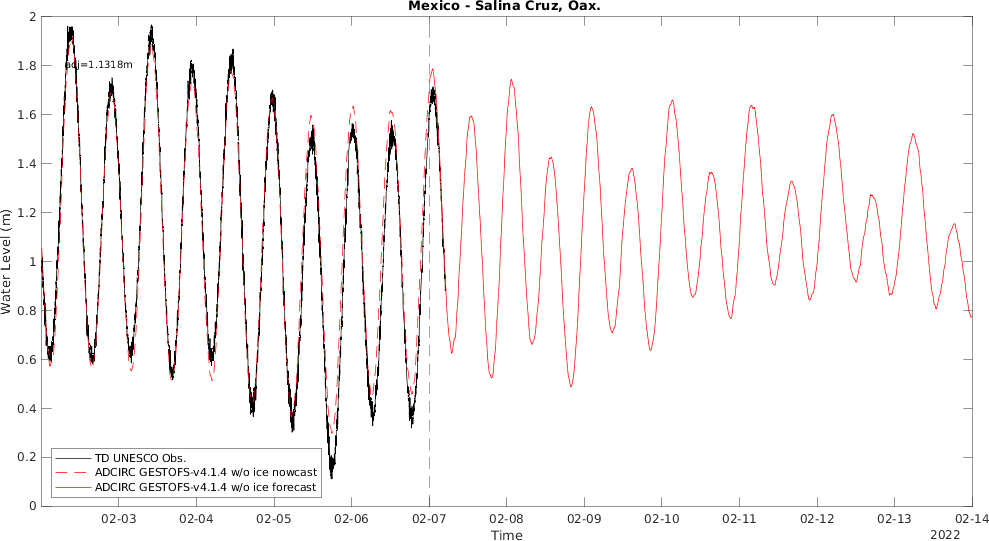 Mexico - Salina Cruz, Oax.
2
1.8
1.6
1.4
1.2
1
0.8
0.6
0.4
0.2
0
Water Level (m)
adj=1.1318m
TD UNESCO Obs.
ADCIRC GESTOFS-v4.1.4 w/o ice nowcast
ADCIRC GESTOFS-v4.1.4 w/o ice forecast
02-03 02-04 02-05 02-06 02-07 02-08 02-09 02-10 02-11 02-12 02-13 02-14
Time
2022